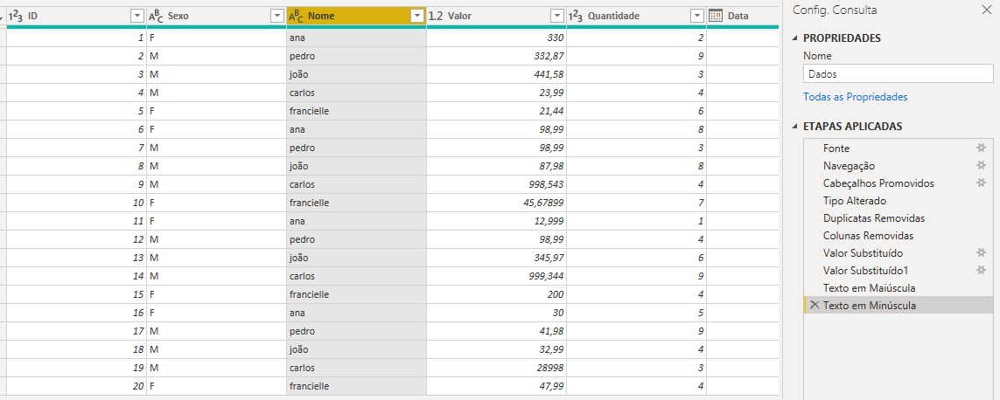 ID Sexo Nome Valor Quantidade Data
1 F ana 330 2
2 M pedro 332,87 9
3 M joão 441,58 3
4 M carlos 23,99 4
5 F francielle 21,44 6
6 F ana 98,99 8
7 M pedro 98,99 3
8 M joão 87,98 8
9 M carlos 998,543 4
10 F francielle 45,67899 7
11 F ana 12,999 1
12 M pedro 98,99 4
13 M joão 345,97 6
14 M carlos 999,344 9
15 F francielle 200 4
16 F ana 30 5
17 M pedro 41,98 9
18 M joão 32,99 4
19 M carlos 28998 3
20 F francielle 47,99 4
Config. Consulta
PROPRIEDADES
Nome
Dados
Todas as Propriedades
ETAPAS APLICADAS
Fonte
Navegação
Cabeçalhos Promovidos
Tipo Alterado
Duplicatas Removidas
Colunas Removidas
Valor Substituído
Valor Substituído1
Texto em Maiúscula
Texto em Minúscula